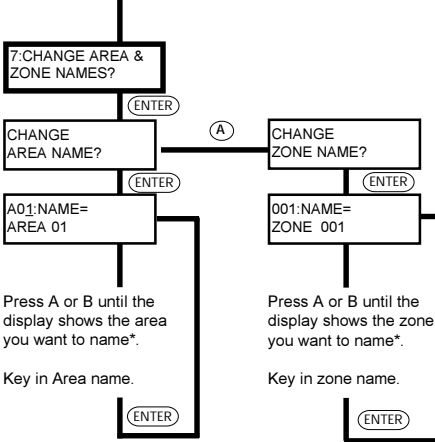 7:CHANGE AREA &
ZONE NAMES?
ENTER
CHANGE
AREA NAME?
A
CHANGE
ZONE NAME?
ENTER
ENTER
A01:NAME=
AREA 01
001:NAME=
ZONE 001
Press A or B until the
display shows the area
you want to name*.
Key in Area name.
ENTER
Press A or B until the
display shows the zone
you want to name*.
Key in zone name.
ENTER